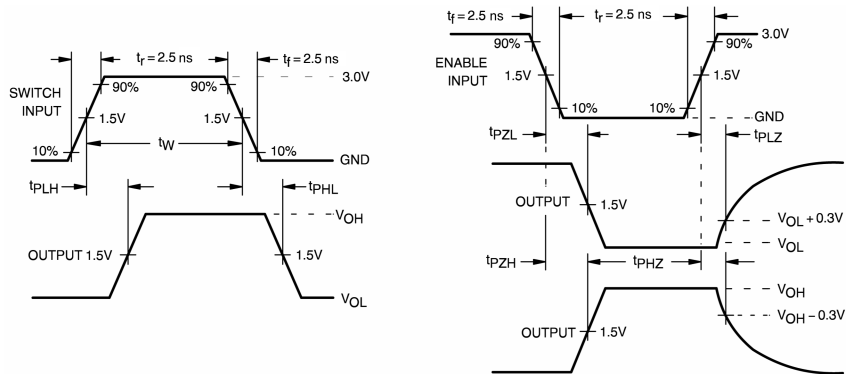 tr = 2.5 ns
tf = 2.5 ns
3.0V
SWITCH
INPUT
90%
90%
1.5V
1.5V
tW
10%
10%
GND
tPLH
tPHL
VOH
OUTPUT 1.5V
1.5V
VOL
tf = 2.5 ns
tr = 2.5 ns
3.0V
90%
90%
ENABLE
INPUT
1.5V
1.5V
10%
10%
GND
tPZL
tPLZ
OUTPUT
1.5V
VOL + 0.3V
VOL
tPZH
tPHZ
VOH
VOH – 0.3V
OUTPUT
1.5V